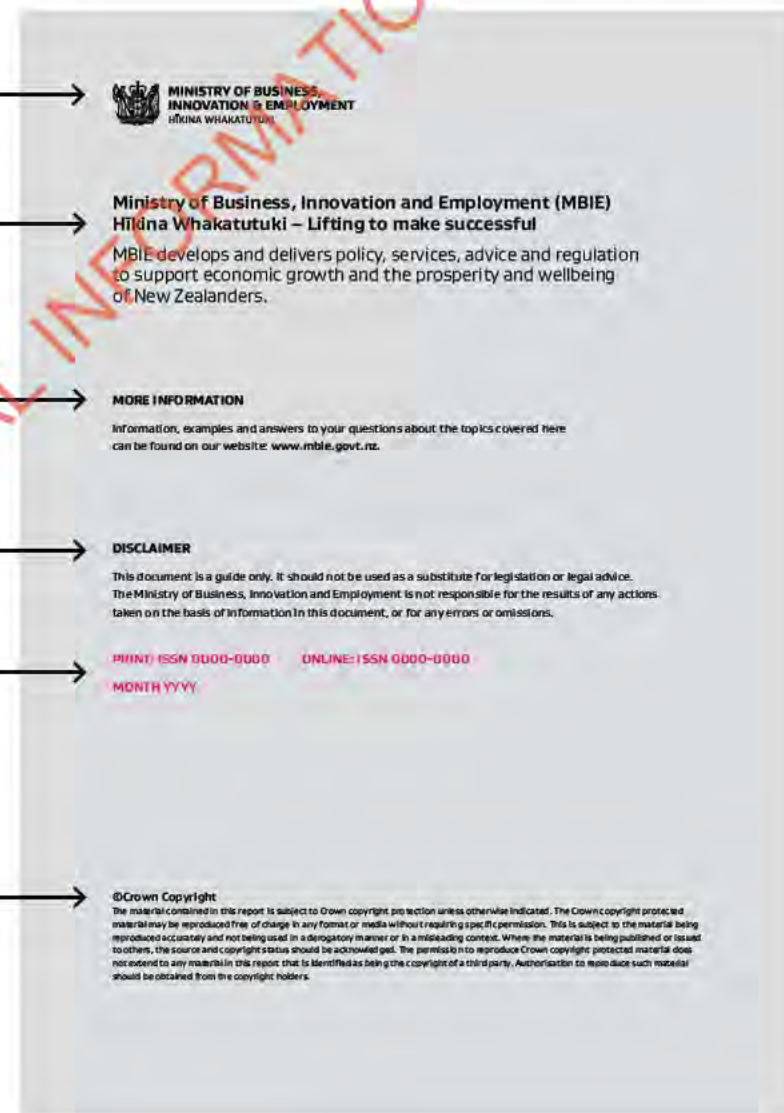 AL INFORMATIO
MINISTRY OF BUSINESS,
INNOVATION & EMPLOYMENT
HĪKINA WHAKATUTUKI
Ministry of Business, Innovation and Employment (MBIE)
Hīkina Whakatutuki – Lifting to make successful
MBIE develops and delivers policy, services, advice and regulation
to support economic growth and the prosperity and wellbeing
of New Zealanders.
MORE INFORMATION
Information, examples and answers to your questions about the topics covered here
can be found on our website: www.mbie.govt.nz.
DISCLAIMER
This document is a guide only. It should not be used as a substitute for legislation or legal advice.
The Ministry of Business, Innovation and Employment is not responsible for the results of any actions
taken on the basis of information in this document, or for any errors or omissions.
PRINT: ISSN 0000-0000 ONLINE: ISSN 0000-0000
MONTH YYYY
©Crown Copyright
The material contained in this report is subject to Crown copyright protection unless otherwise indicated. The Crown copyright protected
material may be reproduced free of charge in any format or media without requiring specific permission. This is subject to the material being
reproduced accurately and not being used in a derogatory manner or in a misleading context. Where the material is being published or issued
to others, the source and copyright status should be acknowledged. The permission to reproduce Crown copyright protected material does
not extend to any material in this report that is identified as being the copyright of a third party. Authorisation to reproduce such material
should be obtained from the copyright holders.